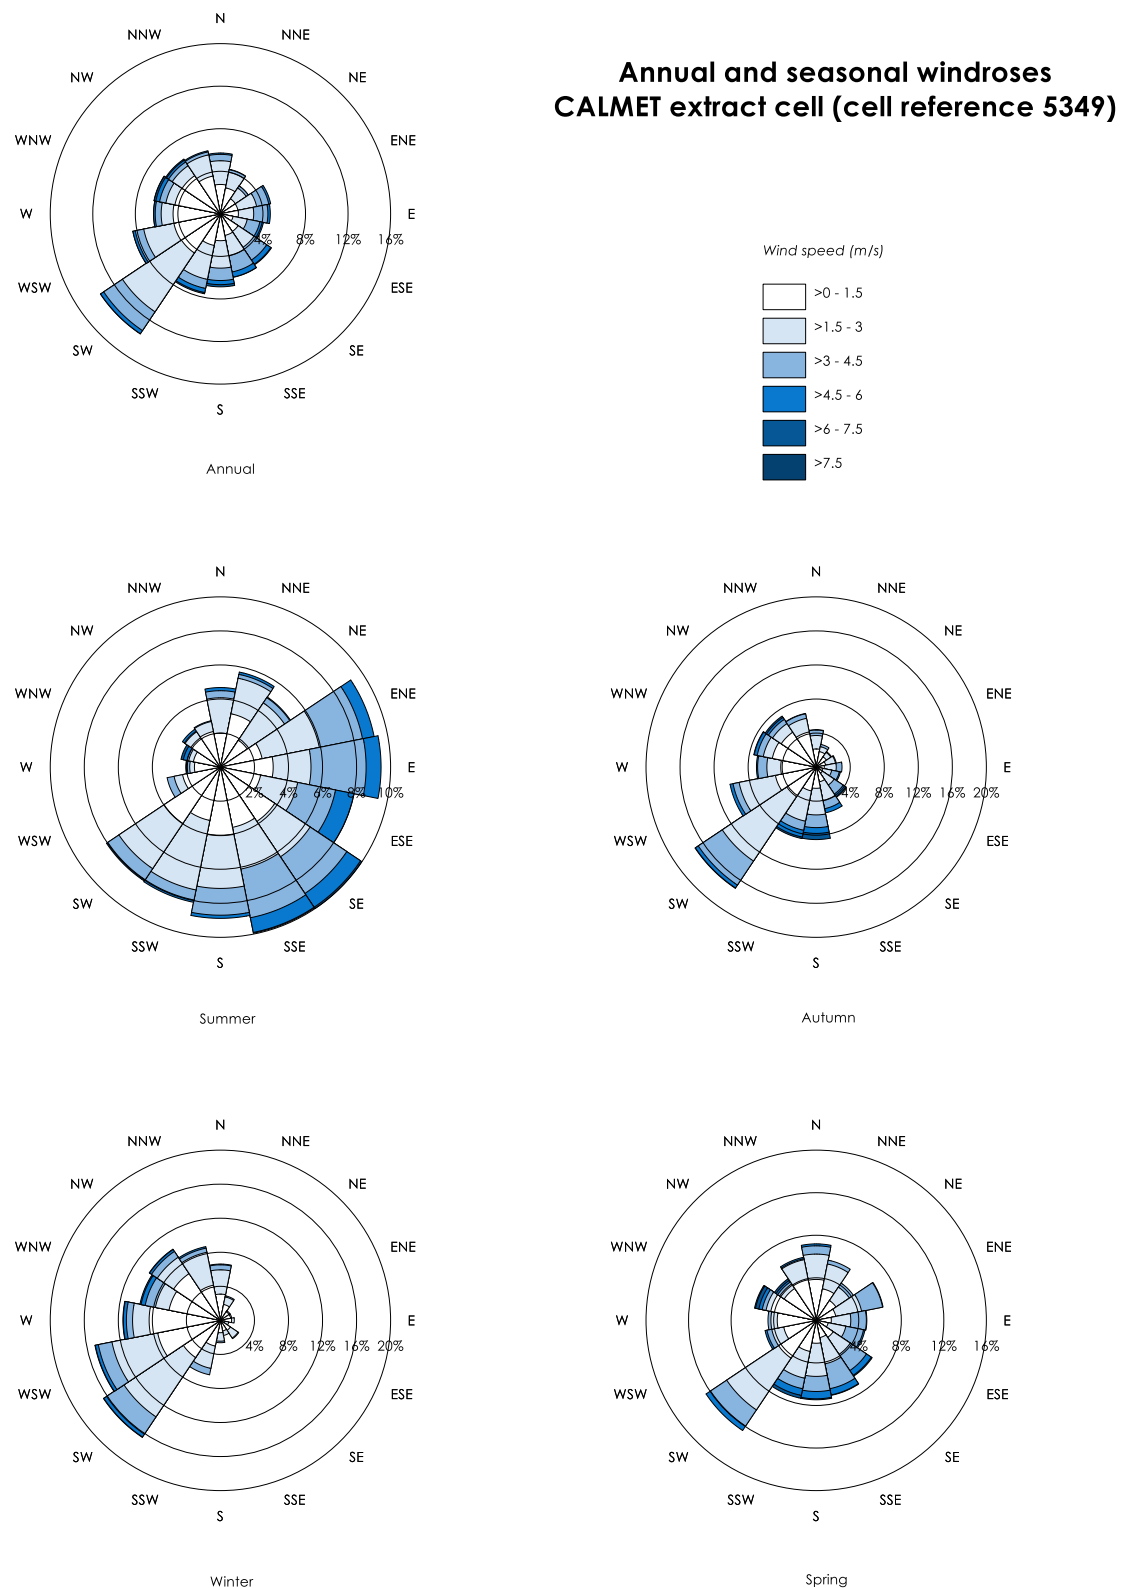 Annual and seasonal windroses
CALMET extract cell (cell reference 5349)
N
NNW
NNE
NW
NE
WNW
ENE
W
E
4%
8%
12%
16%
WSW
ESE
SW
SE
SSW
SSE
S
Annual
Wind speed (m/s)
>0 - 1.5
>1.5 - 3
>3 - 4.5
>4.5 - 6
>6 - 7.5
>7.5
N
NNW
NNE
NW
NE
WNW
ENE
W
E
2%
4%
6%
8%
10%
WSW
ESE
SW
SE
SSW
SSE
S
Summer
N
NNW
NNE
NW
NE
WNW
ENE
W
E
4%
8%
12%
16%
20%
WSW
ESE
SW
SE
SSW
SSE
S
Autumn
N
NNW
NNE
NW
NE
WNW
ENE
W
E
4%
8%
12%
16%
20%
WSW
ESE
SW
SE
SSW
SSE
S
Winter
N
NNW
NNE
NW
NE
WNW
ENE
W
E
4%
8%
12%
16%
WSW
ESE
SW
SE
SSW
SSE
S
Spring